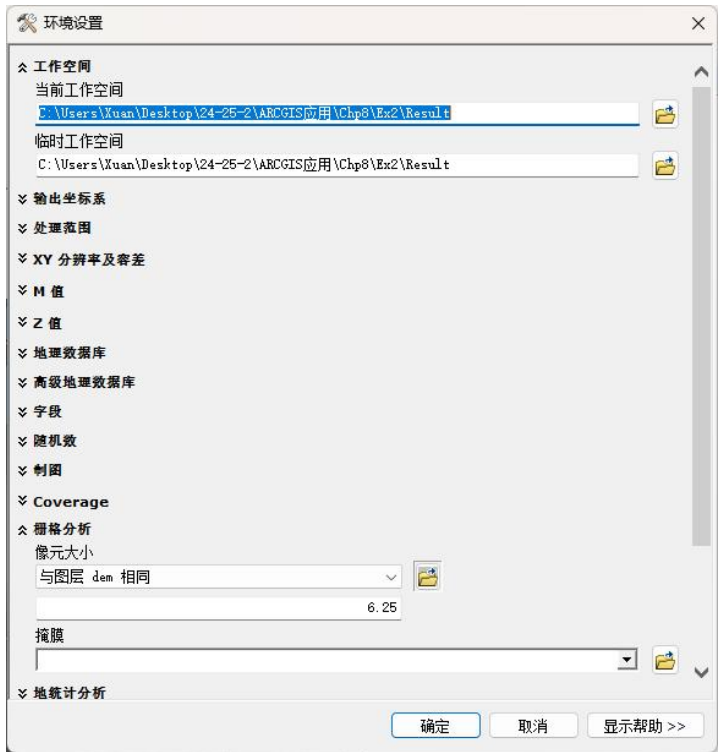 环境设置
工作空间
当前工作空间
C:\Users\Xuan\Desktop\24-25-2\ARCGIS应用\Chp8\Ex2\Result
临时工作空间
C:\Users\Xuan\Desktop\24-25-2\ARCGIS应用\Chp8\Ex2\Result
输出坐标系
处理范围
XY 分辨率及容差
M 值
Z 值
地理数据库
高级地理数据库
字段
随机数
制图
Coverage
栅格分析
像元大小
与图层 dem 相同
6.25
掩膜
地统计分析
确定 取消 显示帮助 >>